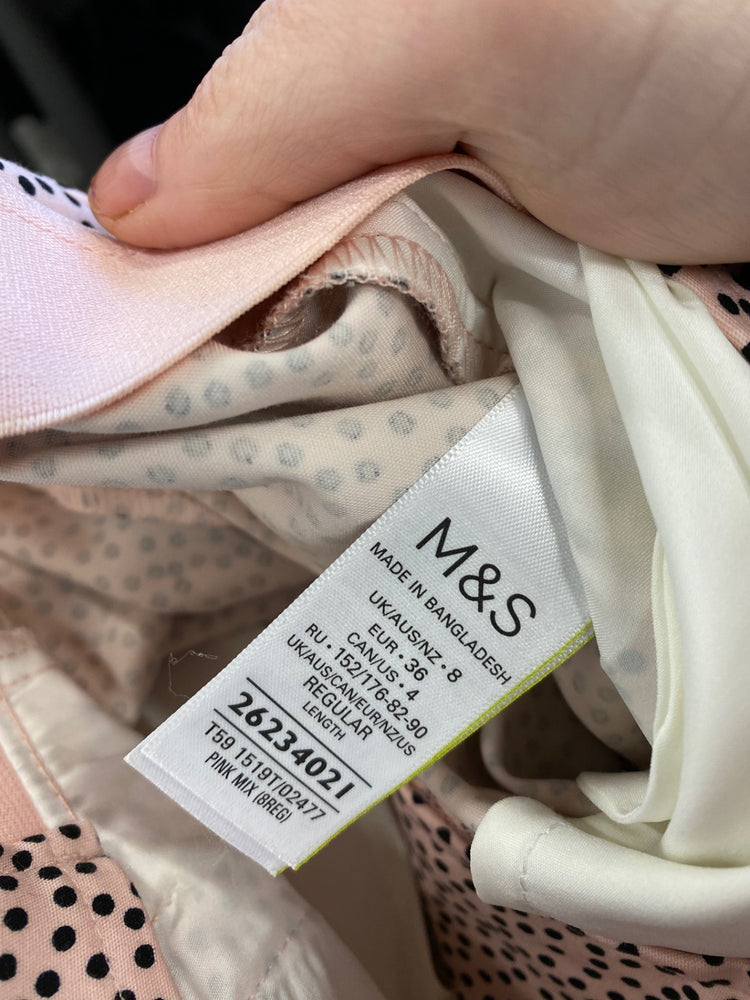 M&S
MADE IN BANGLADESH
UK/AUS/NZ • 8
EUR • 36
CAN/US • 4
RU • 152/176-82-90
UK/AUS/CAN/EUR/NZ/US
REGULAR
LENGTH
26234021
T59 1519T/02477
PINK MIX (8REG)